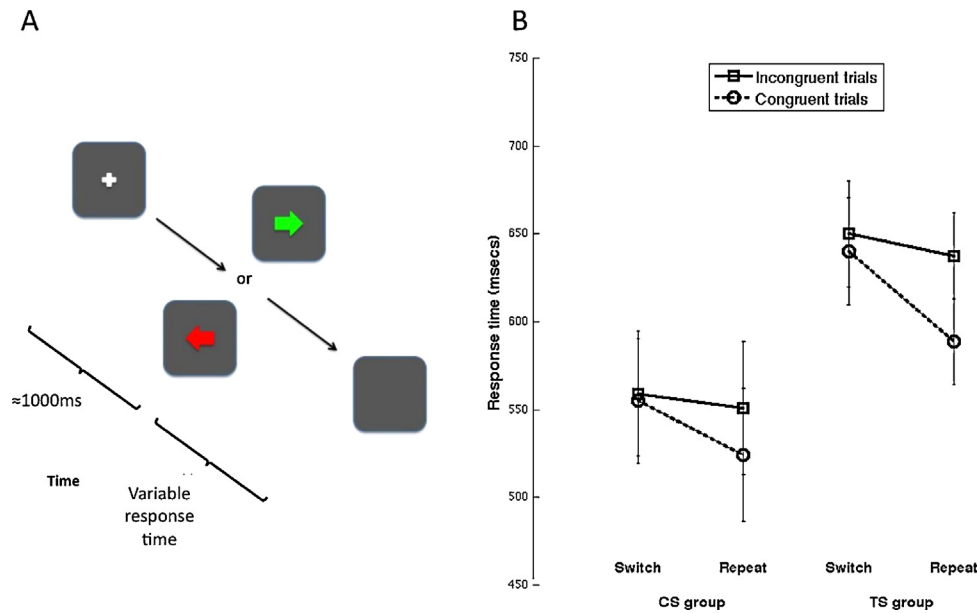 A
or
≈1000ms
Time
Variable
response
time
B
750
700
650
600
550
500
450
Response time (msecs)
Incongruent trials
Congruent trials
Switch Repeat Switch Repeat
CS group TS group